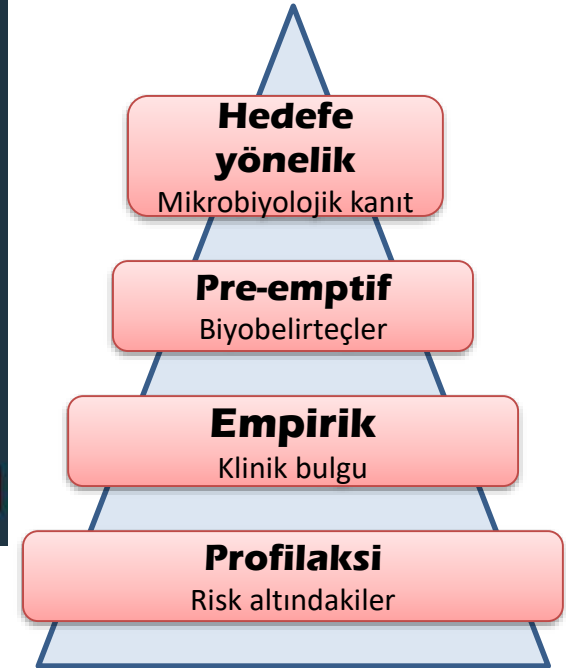 Hedefe
yönelik
Mikrobiyolojik kanıt
Pre-emptif
Biyobelirteçler
Empirik
Klinik bulgu
Profilaksi
Risk altındakiler